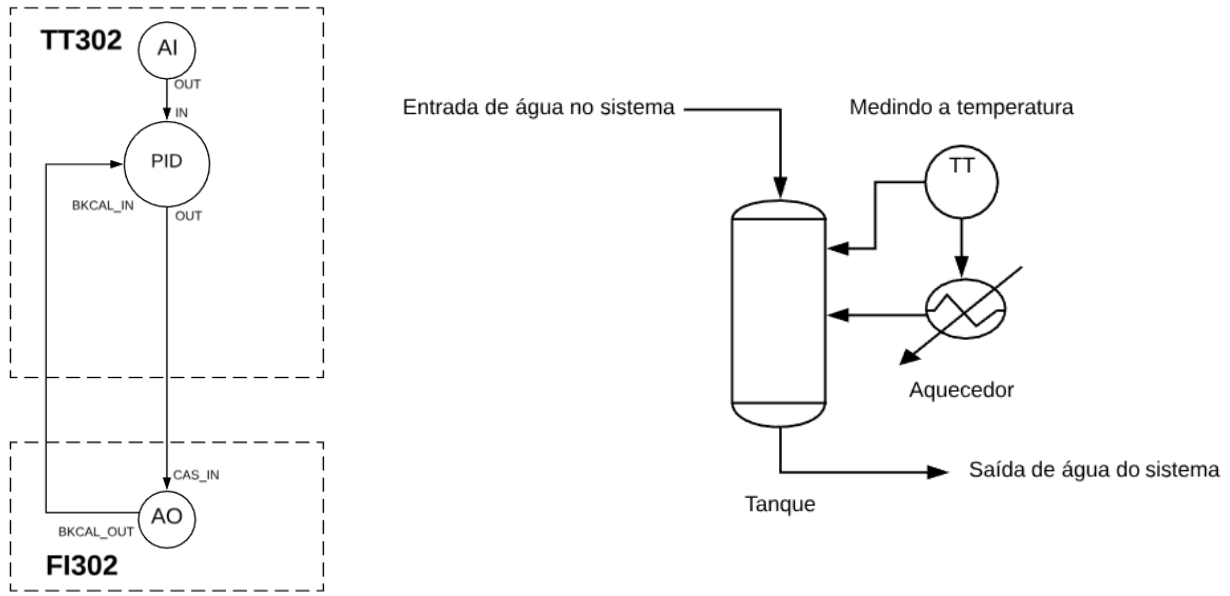 TT302
AI
OUT
IN
PID
BKCAL_IN
OUT
CAS_IN
AO
BKCAL_OUT
FI302
Entrada de água no sistema
Medindo a temperatura
TT
Aquecedor
Saída de água do sistema
Tanque